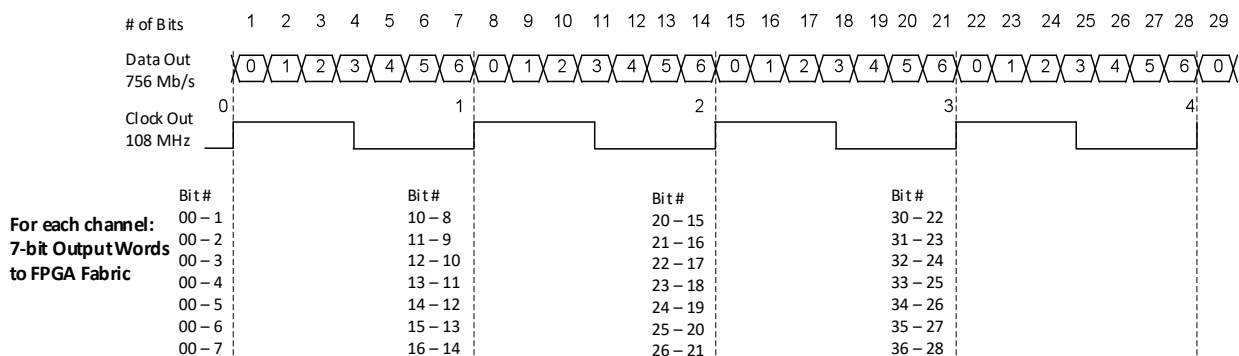 # of Bits 1 2 3 4 5 6 7 8 9 10 11 12 13 14 15 16 17 18 19 20 21 22 23 24 25 26 27 28 29
Data Out
756 Mb/s
0 1 2 3 4 5 6 0 1 2 3 4 5 6 0 1 2 3 4 5 6 0 1 2 3 4 5 6 0
0 1 2 3 4
Clock Out
108 MHz
For each channel:
7-bit Output Words
to FPGA Fabric
Bit #
00 – 1
00 – 2
00 – 3
00 – 4
00 – 5
00 – 6
00 – 7
Bit #
10 – 8
11 – 9
12 – 10
13 – 11
14 – 12
15 – 13
16 – 14
Bit #
20 – 15
21 – 16
22 – 17
23 – 18
24 – 19
25 – 20
26 – 21
Bit #
30 – 22
31 – 23
32 – 24
33 – 25
34 – 26
35 – 27
36 – 28